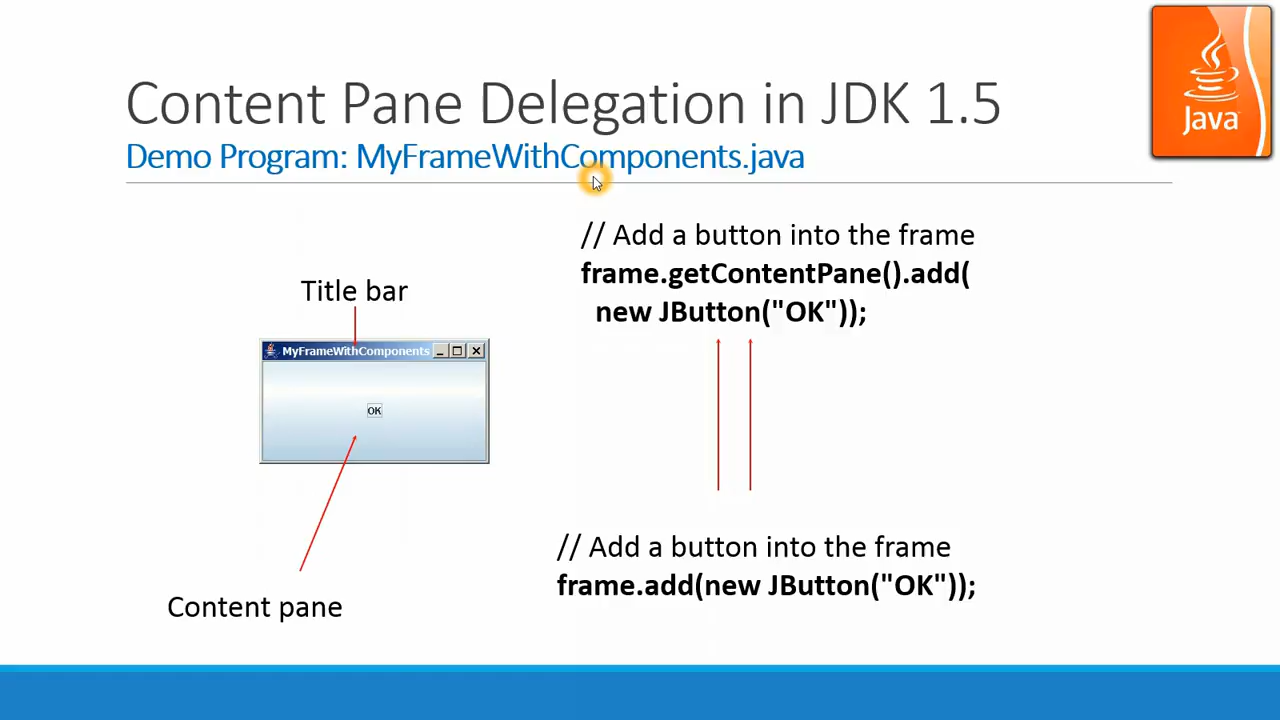 Content Pane Delegation in JDK 1.5
Demo Program: MyFrameWithComponents.java
Java
// Add a button into the frame
frame.getContentPane().add(
new JButton("OK"));
Title bar
MyFrameWithComponents
OK
// Add a button into the frame
frame.add(new JButton("OK"));
Content pane